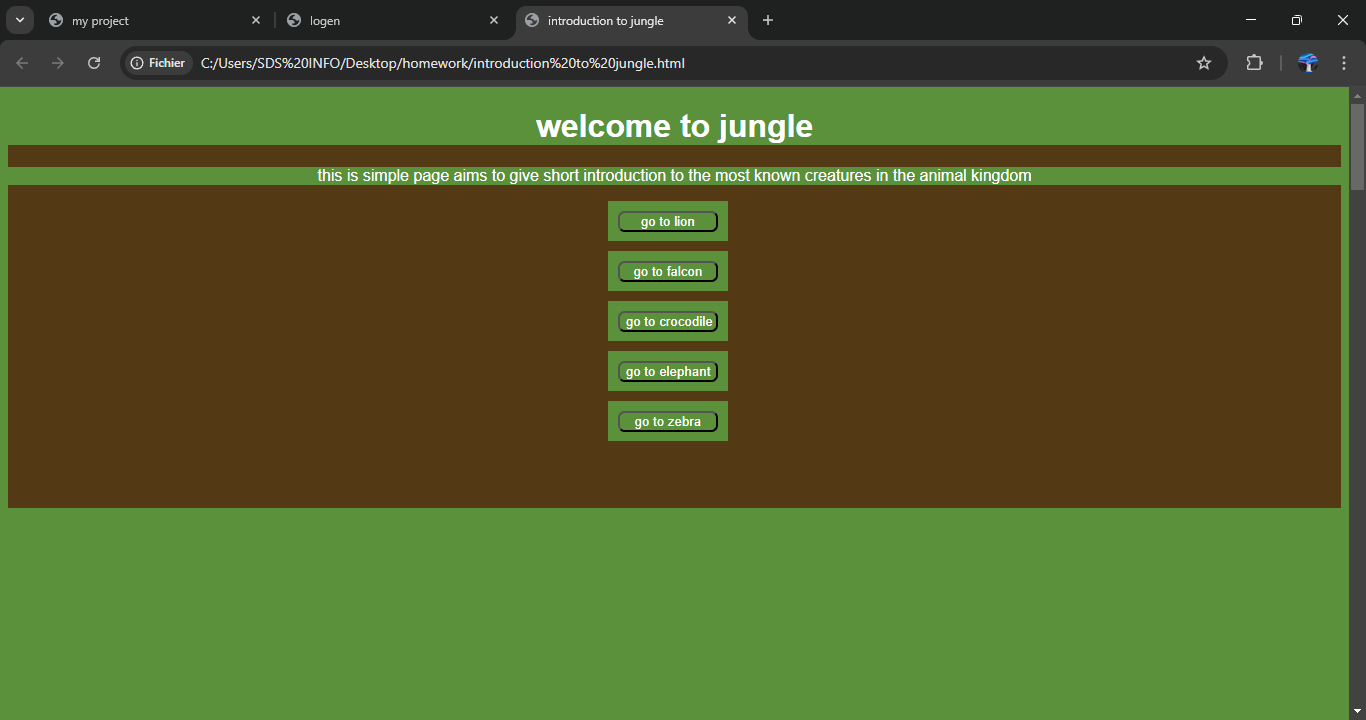 my project
logen
introduction to jungle
Fichier
C:/Users/SDS%20INFO/Desktop/homework/introduction%20to%20jungle.html
welcome to jungle
this is simple page aims to give short introduction to the most known creatures in the animal kingdom
go to lion
go to falcon
go to crocodile
go to elephant
go to zebra